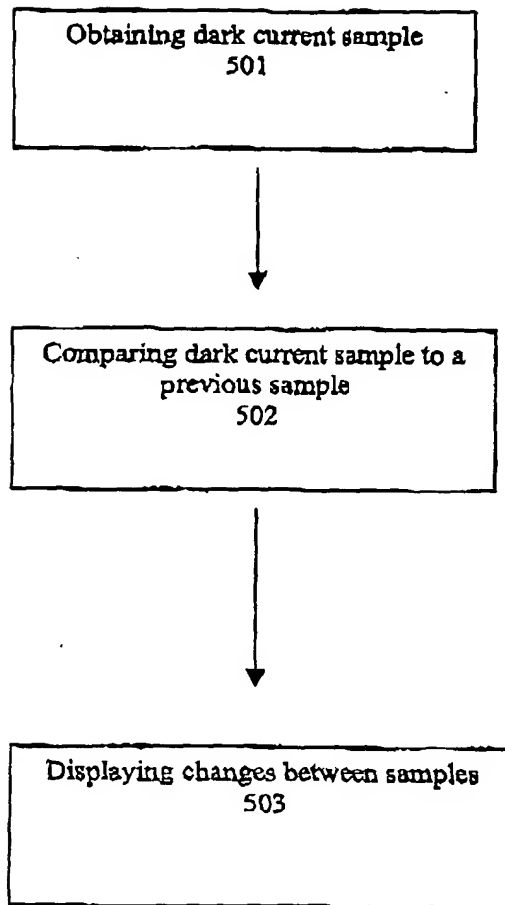 Obtaining dark current sample
501
Comparing dark current sample to a
previous sample
502
Displaying changes between samples
503